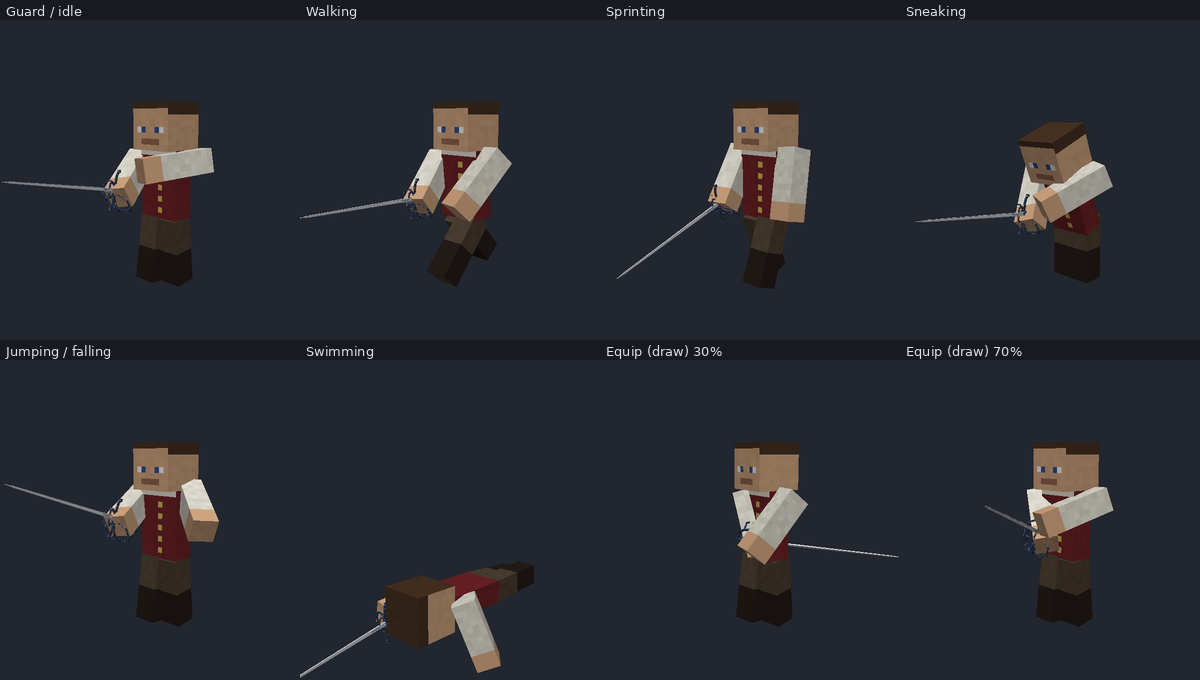 Guard / idle
Walking
Sprinting
Sneaking
Jumping / falling
Swimming
Equip (draw) 30%
Equip (draw) 70%